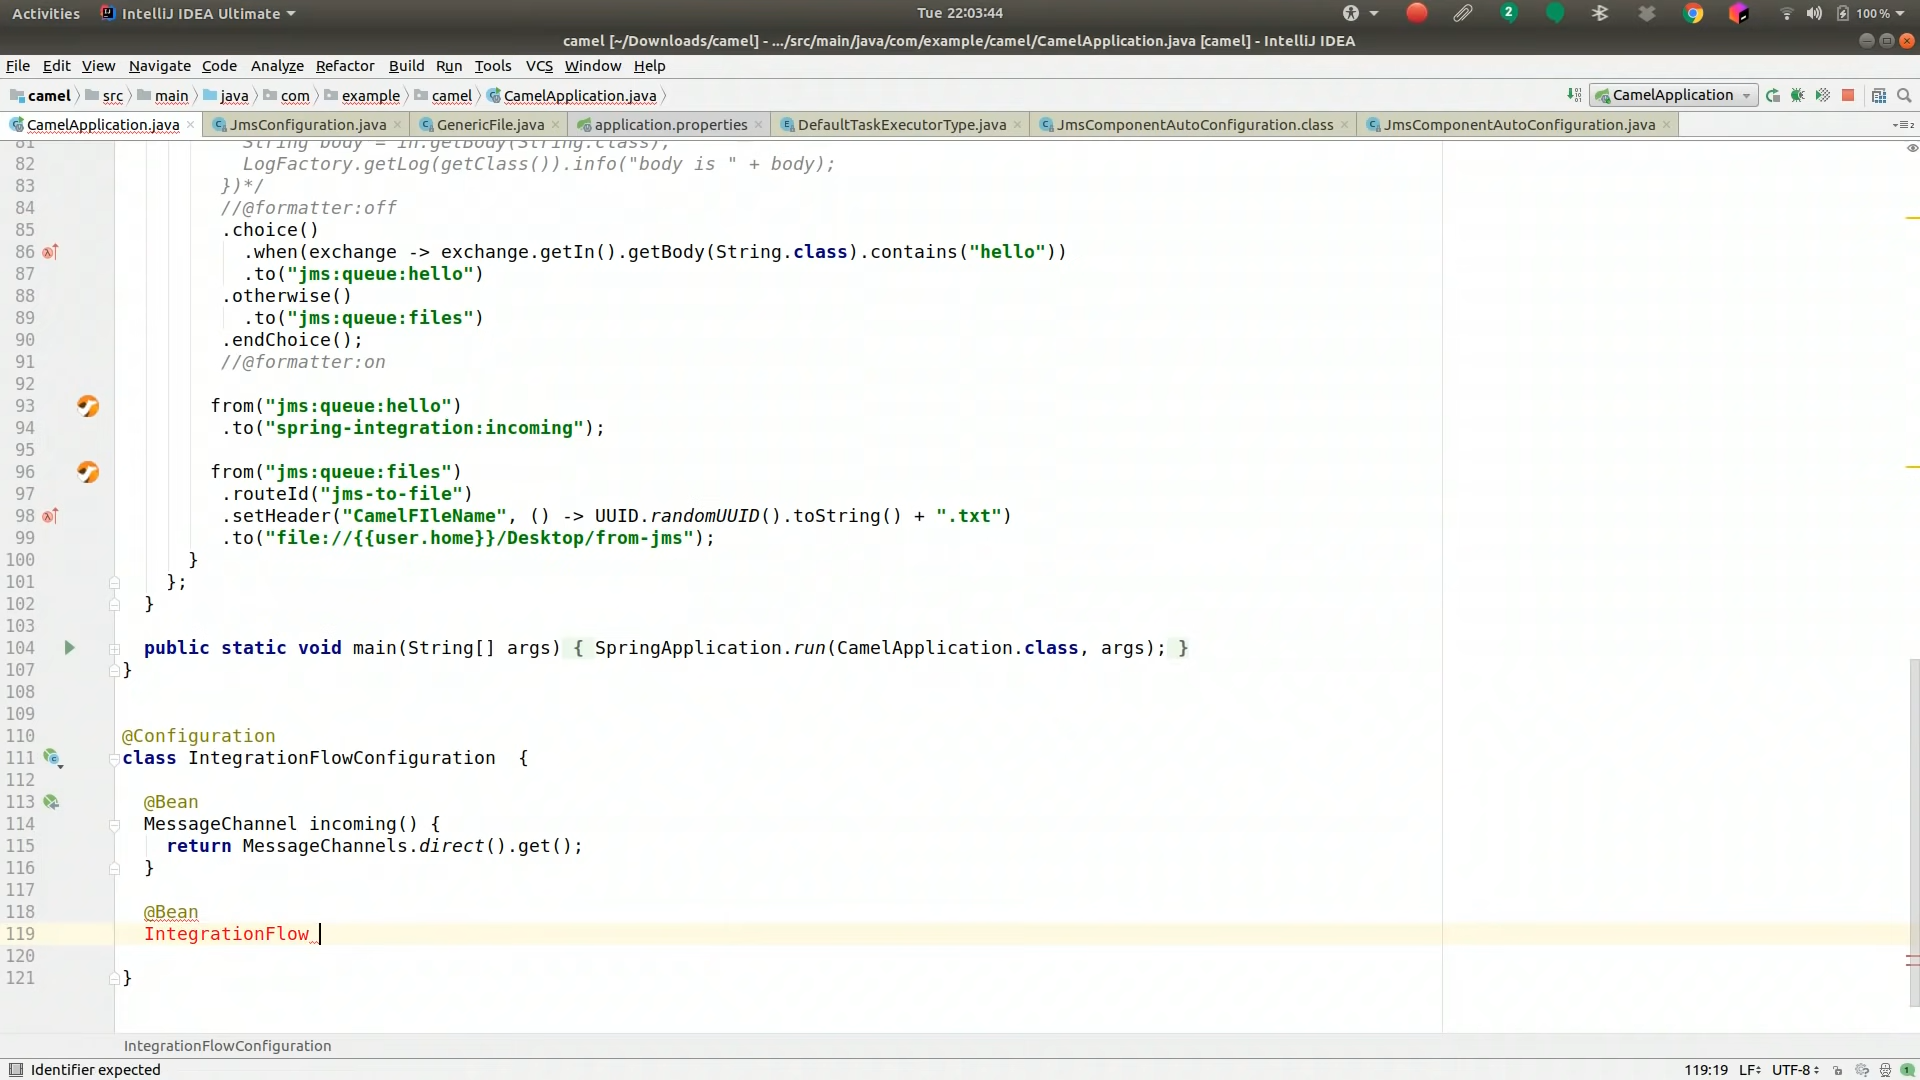 Activities IntelliJ IDEA Ultimate Tue 22:03:44 2 100 %
camel [~/Downloads/camel] - .../src/main/java/com/example/camel/CamelApplication.java [camel] - IntelliJ IDEA
File Edit View Navigate Code Analyze Refactor Build Run Tools VCS Window Help
camel src main java com example camel CamelApplication.java CamelApplication
CamelApplication.java JmsConfiguration.java GenericFile.java application.properties DefaultTaskExecutorType.java JmsComponentAutoConfiguration.class JmsComponentAutoConfiguration.java
81 String body = in.getBody(String.class);
82 LogFactory.getLog(getClass()).info("body is " + body);
83 })*/
84 //@formatter:off
85 .choice()
86 .when(exchange -> exchange.getIn().getBody(String.class).contains("hello"))
87 .to("jms:queue:hello")
88 .otherwise()
89 .to("jms:queue:files")
90 .endChoice();
91 //@formatter:on
92
93 from("jms:queue:hello")
94 .to("spring-integration:incoming");
95
96 from("jms:queue:files")
97 .routeId("jms-to-file")
98 .setHeader("CamelFIleName", () -> UUID.randomUUID().toString() + ".txt")
99 .to("file://{{user.home}}/Desktop/from-jms");
100 }
101 };
102 }
103
104 public static void main(String[] args) { SpringApplication.run(CamelApplication.class, args); }
107 }
108
109
110 @Configuration
111 class IntegrationFlowConfiguration {
112
113 @Bean
114 MessageChannel incoming() {
115 return MessageChannels.direct().get();
116 }
117
118 @Bean
119 IntegrationFlow
120
121 }
IntegrationFlowConfiguration
Identifier expected 119:19 LF UTF-8 1